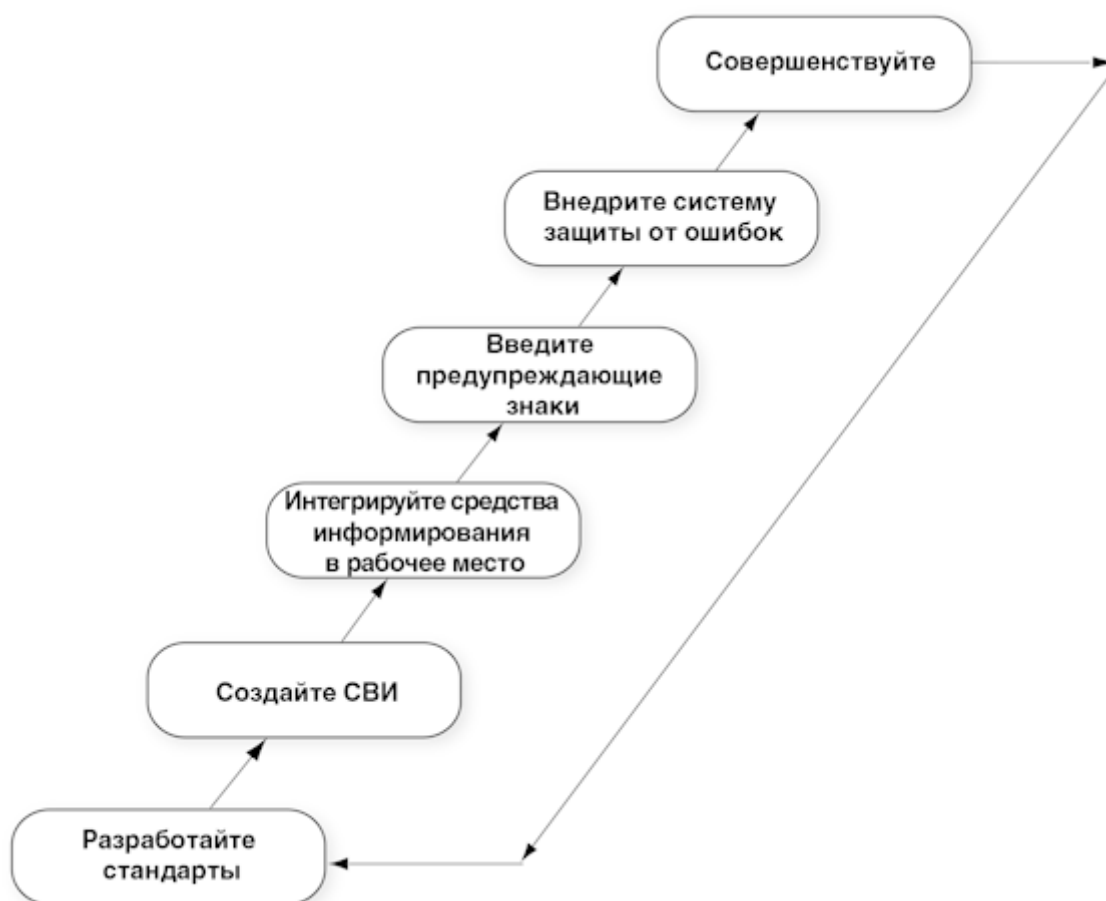 Совершенствуйте
Внедрите систему
защиты от ошибок
Введите
предупреждающие
знаки
Интегрируйте средства
информирования
в рабочее место
Создайте СВИ
Разработайте
стандарты